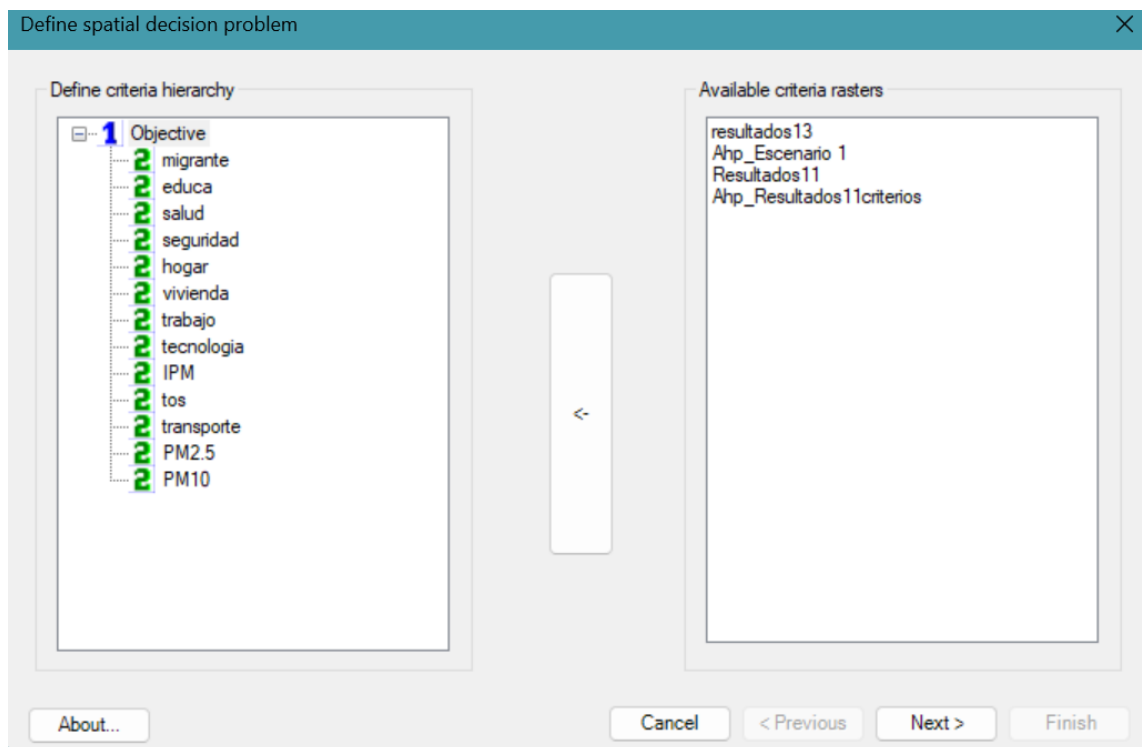 Define spatial decision problem
Define criteria hierarchy
1 Objective
2 migrante
2 educa
2 salud
2 seguridad
2 hogar
2 vivienda
2 trabajo
2 tecnologia
2 IPM
2 tos
2 transporte
2 PM2.5
2 PM10
<-
Available criteria rasters
resultados13
Ahp_Escenario 1
Resultados11
Ahp_Resultados11criterios
About...
Cancel
< Previous
Next >
Finish